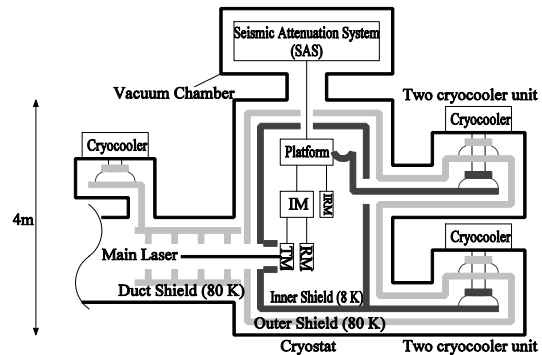 Seismic Attenuation System
(SAS)
Vacuum Chamber
Two cryocooler unit
Cryocooler
Cryocooler
Platform
4m
IM
IRM
Cryocooler
Main Laser
TM
RM
Duct Shield (80 K)
Inner Shield (8 K)
Outer Shield (80 K)
Cryostat
Two cryocooler unit